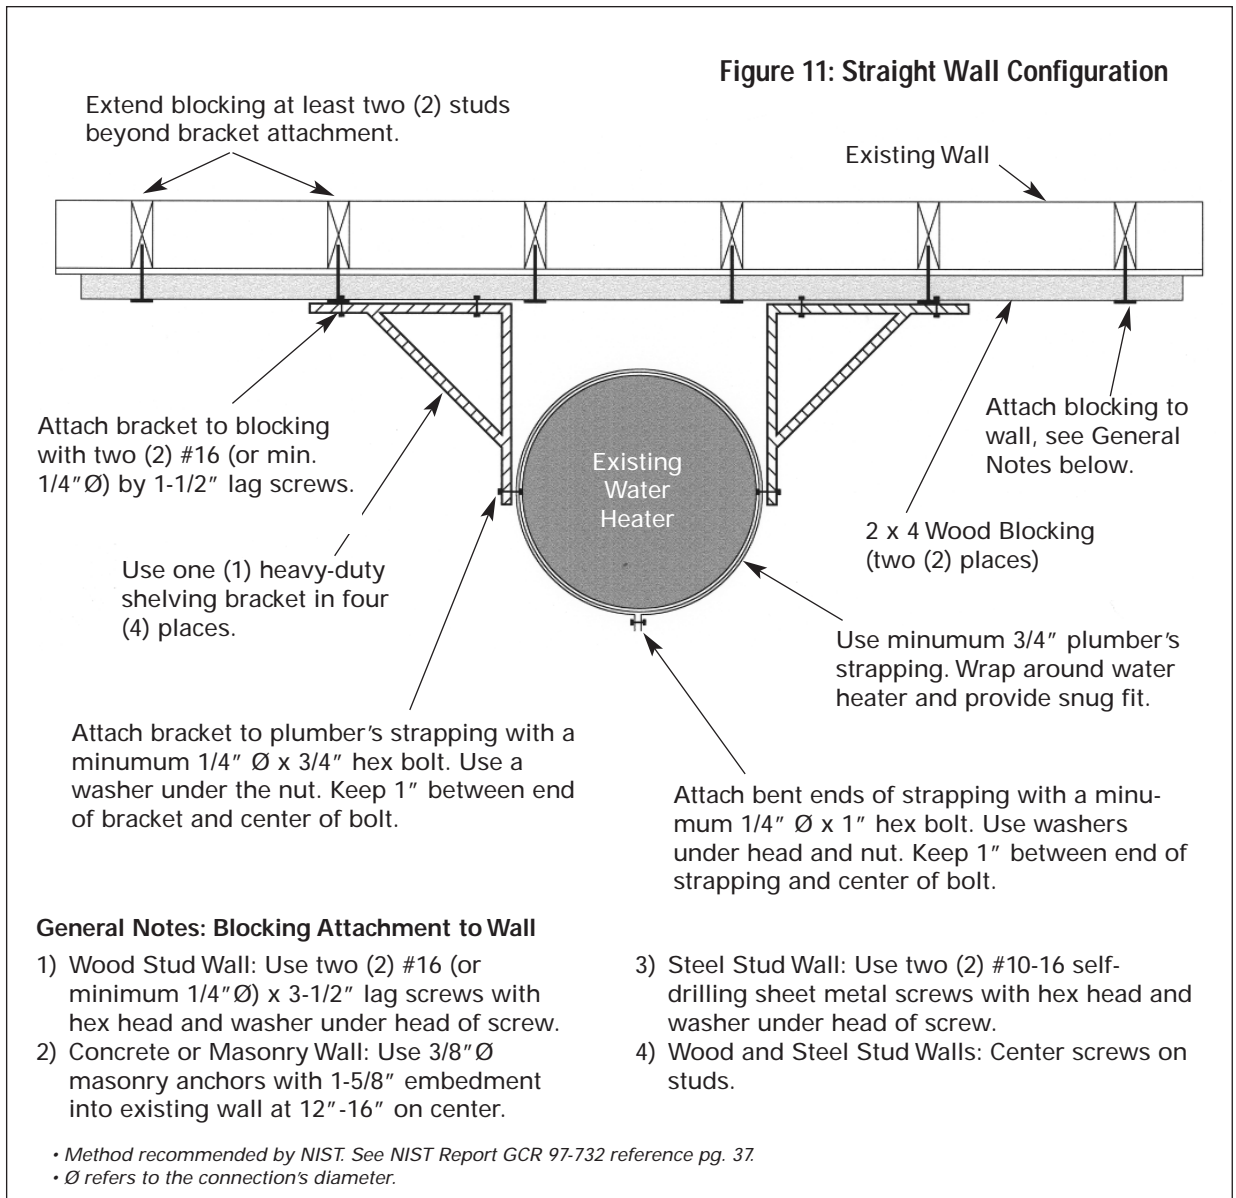 Figure 11: Straight Wall Configuration
Extend blocking at least two (2) studs
beyond bracket attachment.
Existing Wall
Attach bracket to blocking
with two (2) #16 (or min.
1/4"Ø) by 1-1/2" lag screws.
Attach blocking to
wall, see General
Notes below.
Existing
Water
Heater
2 x 4 Wood Blocking
(two (2) places)
Use one (1) heavy-duty
shelving bracket in four
(4) places.
Use minumum 3/4" plumber's
strapping. Wrap around water
heater and provide snug fit.
Attach bracket to plumber's strapping with a
minumum 1/4" Ø x 3/4" hex bolt. Use a
washer under the nut. Keep 1" between end
of bracket and center of bolt.
Attach bent ends of strapping with a minu-
mum 1/4" Ø x 1" hex bolt. Use washers
under head and nut. Keep 1" between end of
strapping and center of bolt.
General Notes: Blocking Attachment to Wall
1) Wood Stud Wall: Use two (2) #16 (or
minimum 1/4"Ø) x 3-1/2" lag screws with
hex head and washer under head of screw.
2) Concrete or Masonry Wall: Use 3/8"Ø
masonry anchors with 1-5/8" embedment
into existing wall at 12"-16" on center.
3) Steel Stud Wall: Use two (2) #10-16 self-
drilling sheet metal screws with hex head and
washer under head of screw.
4) Wood and Steel Stud Walls: Center screws on
studs.
• Method recommended by NIST. See NIST Report GCR 97-732 reference pg. 37.
• Ø refers to the connection's diameter.